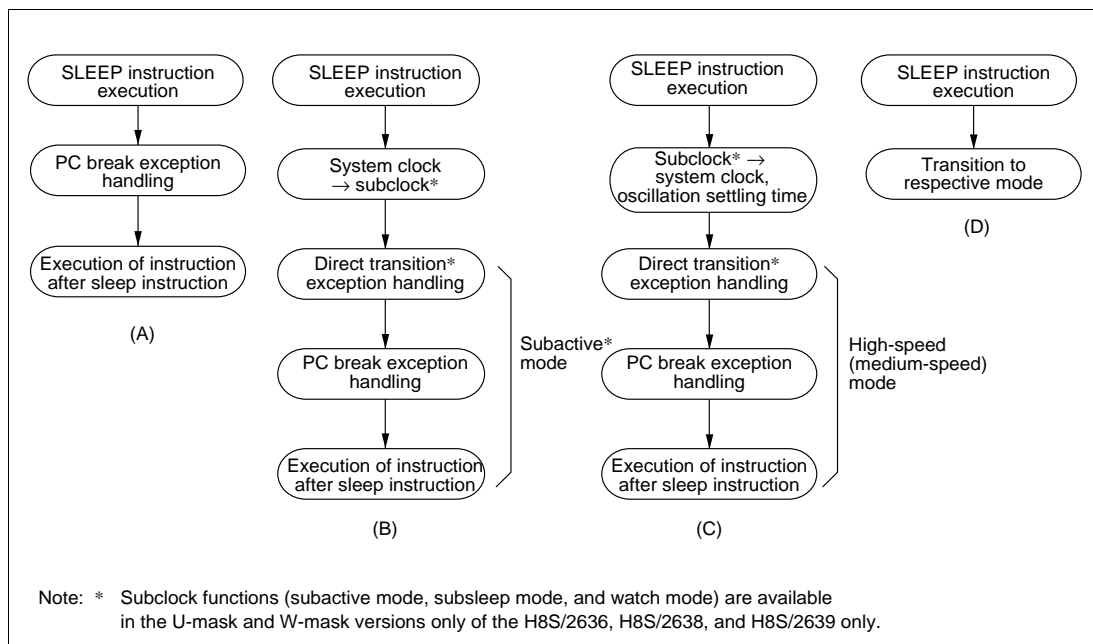 SLEEP instruction
execution
PC break exception
handling
Execution of instruction
after sleep instruction
(A)
SLEEP instruction
execution
System clock
→ subclock*
Direct transition*
exception handling
PC break exception
handling
Execution of instruction
after sleep instruction
Subactive*
mode
(B)
SLEEP instruction
execution
Subclock* →
system clock,
oscillation settling time
Direct transition*
exception handling
PC break exception
handling
Execution of instruction
after sleep instruction
High-speed
(medium-speed)
mode
(C)
SLEEP instruction
execution
Transition to
respective mode
(D)
Note: * Subclock functions (subactive mode, subsleep mode, and watch mode) are available
in the U-mask and W-mask versions only of the H8S/2636, H8S/2638, and H8S/2639 only.